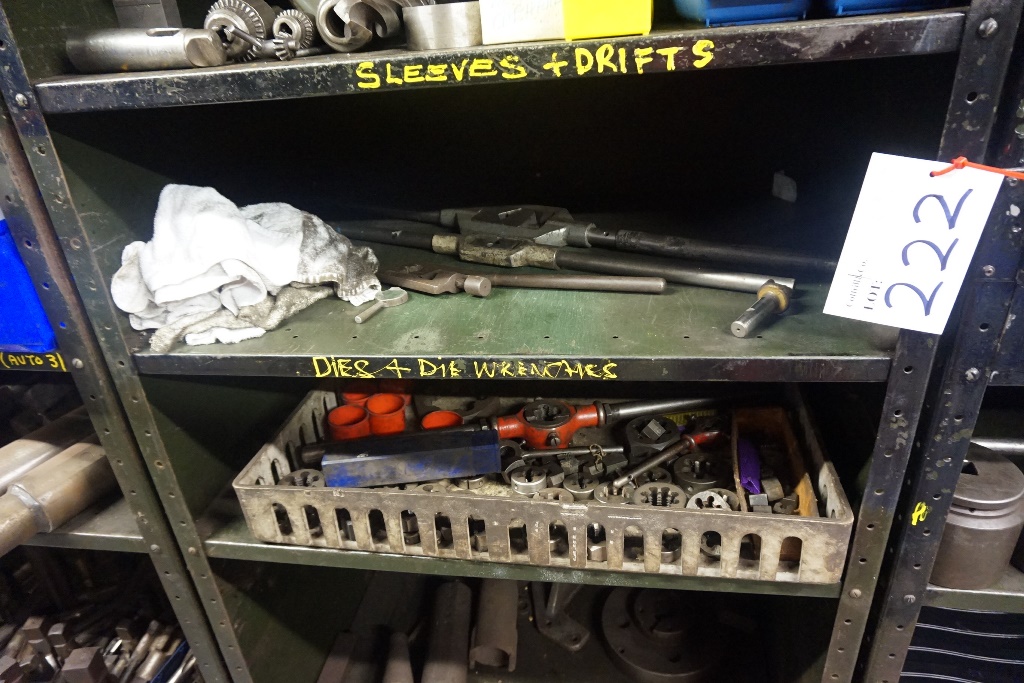 SLEEVES + DRIFTS
LOT:
222
DIES & DIE WRENCHES
(AUTO 3)